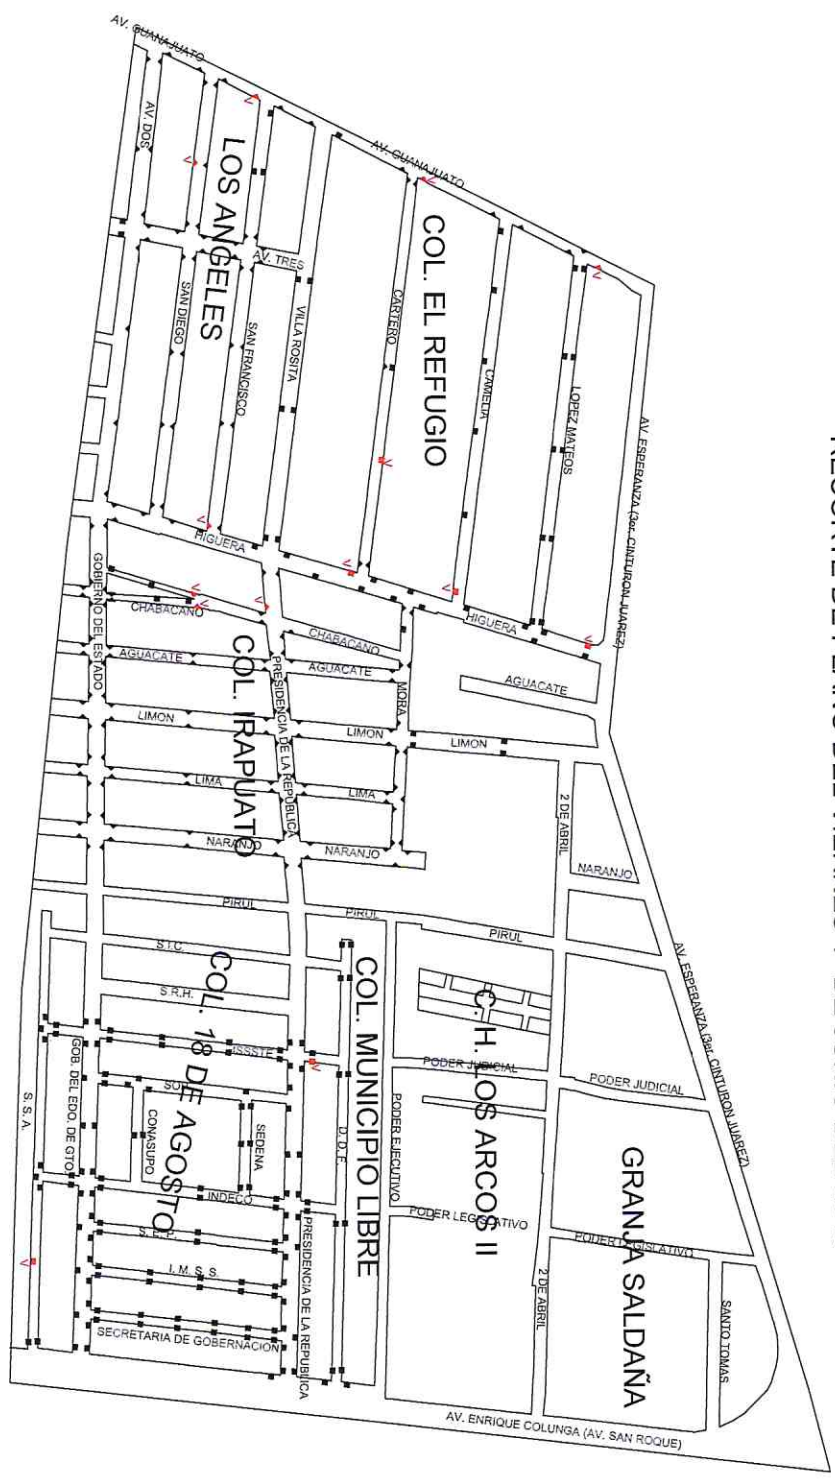 AV. GUANAJUATO
AV. DOS
LOS ANGELES
AV. TRES
SAN DIEGO
SAN FRANCISCO
VILLA ROSITA
AV. GUANAJUATO
COL. EL REFUGIO
CARTERO
CAMELIA
LOPEZ MATEOS
AV. ESPERANZA (3er. CINTURON JUAREZ)
HIGUERA
HIGUERA
GOBIERNO DEL ESTADO
CHABACANO
CHABACANO
AGUACATE
AGUACATE
AGUACATE
COL. IRAPUATO
PRESIDENCIA DE LA REPUBLICA
MORA
LIMON
LIMON
LIMON
LIMA
LIMA
NARANJO
NARANJO
NARANJO
2 DE ABRIL
PIRUL
PIRUL
PIRUL
AV. ESPERANZA (3er. CINTURON JUAREZ)
S.I.C.
S.R.H.
ISSSTE
COL. 18 DE AGOSTO
COL. MUNICIPIO LIBRE
C. H. LOS ARCOS II
PODER JUDICIAL
PODER JUDICIAL
GOB. DEL EDO. DE GTO.
S. S. A.
CONASUPO
SEDENA
D. D. F.
PODER EJECUTIVO
INDECO
S. E. P.
I. M. S. S.
SECRETARIA DE GOBERNACION
PRESIDENCIA DE LA REPUBLICA
PODER LEGISLATIVO
PODER LEGISLATIVO
GRANJA SALDAÑA
2 DE ABRIL
SANTO TOMAS
AV. ENRIQUE COLUNGA (AV. SAN ROQUE)